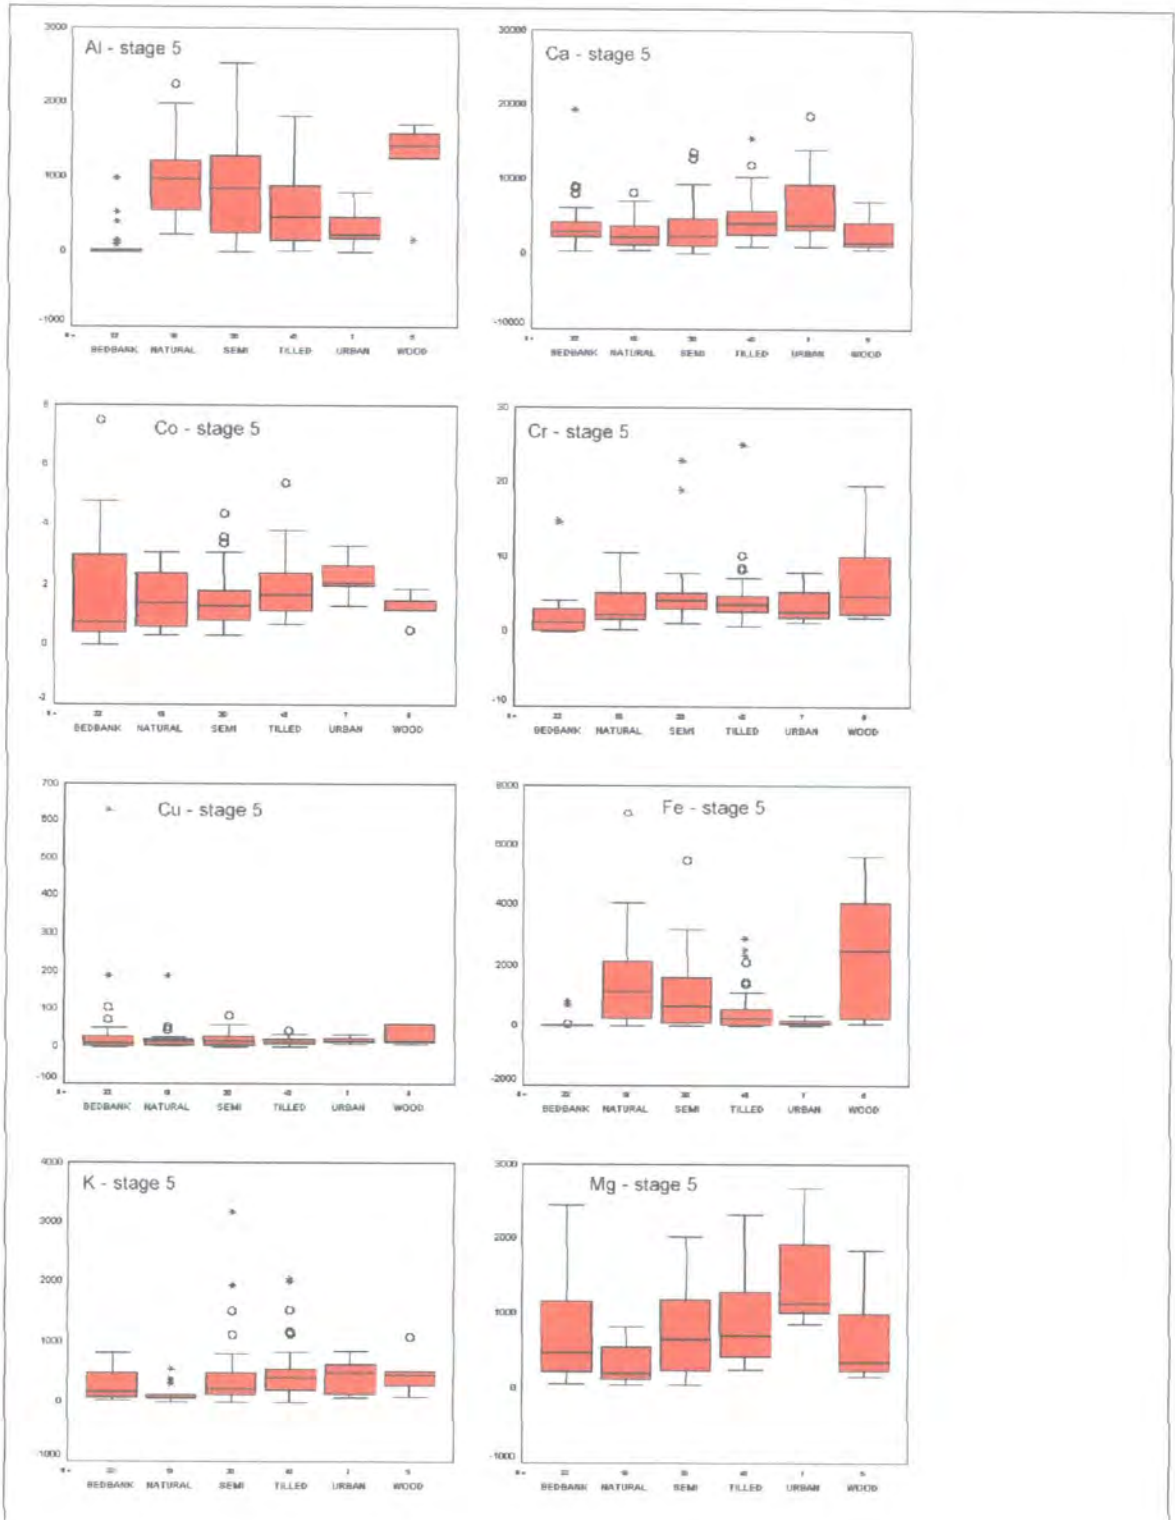 Al - stage 5
3000
2000
1000
0
-1000
BEDBANK NATURAL SEMI TILLED URBAN WOOD
Ca - stage 5
30000
20000
10000
0
-10000
BEDBANK NATURAL SEMI TILLED URBAN WOOD
Co - stage 5
8
6
4
2
0
-2
BEDBANK NATURAL SEMI TILLED URBAN WOOD
Cr - stage 5
30
20
10
0
-10
BEDBANK NATURAL SEMI TILLED URBAN WOOD
Cu - stage 5
700
600
500
400
300
200
100
0
-100
BEDBANK NATURAL SEMI TILLED URBAN WOOD
Fe - stage 5
8000
6000
4000
2000
0
-2000
BEDBANK NATURAL SEMI TILLED URBAN WOOD
K - stage 5
4000
3000
2000
1000
0
-1000
BEDBANK NATURAL SEMI TILLED URBAN WOOD
Mg - stage 5
3000
2000
1000
0
-1000
BEDBANK NATURAL SEMI TILLED URBAN WOOD